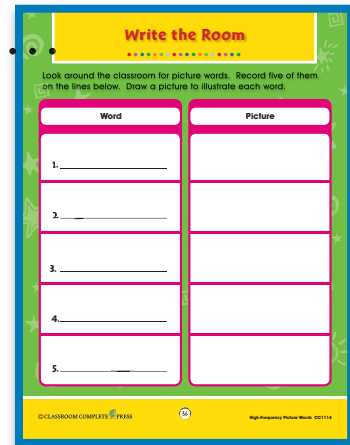 Write the Room
Look around the classroom for picture words. Record five of them
on the lines below. Draw a picture to illustrate each word.
Word Picture
1.
2.
3.
4.
5.
© CLASSROOM COMPLETE PRESS 66 High-Frequency Picture Words CC1114